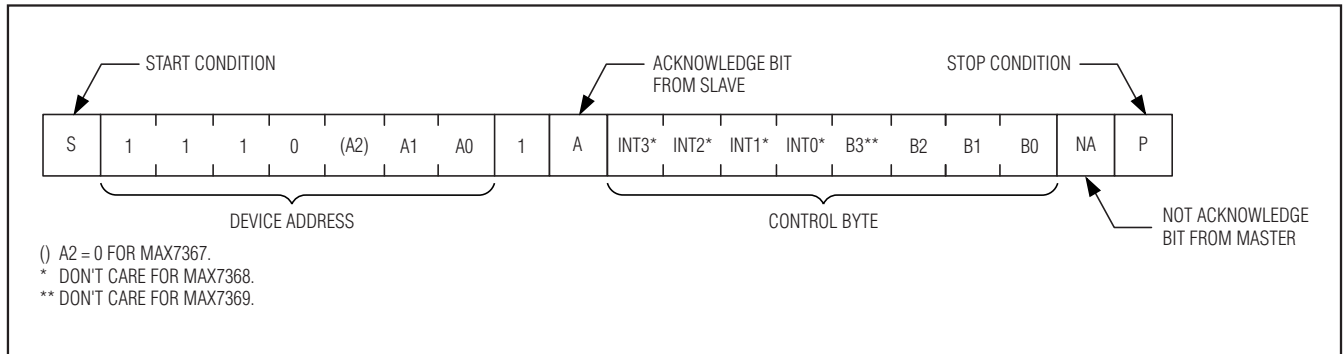 START CONDITION
ACKNOWLEDGE BIT
FROM SLAVE
STOP CONDITION
S 1 1 1 0 (A2) A1 A0 1 A INT3* INT2* INT1* INT0* B3** B2 B1 B0 NA P
DEVICE ADDRESS
CONTROL BYTE
NOT ACKNOWLEDGE
BIT FROM MASTER
() A2 = 0 FOR MAX7367.
* DON'T CARE FOR MAX7368.
** DON'T CARE FOR MAX7369.